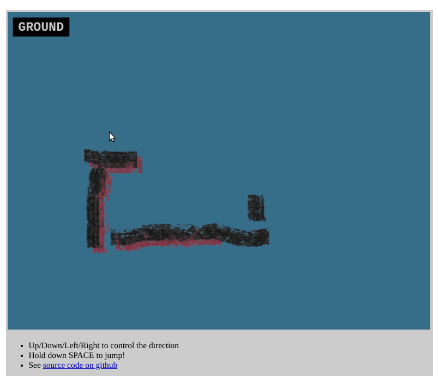 GROUND
Up/Down/Left/Right to control the direction
Hold down SPACE to jump!
See source code on github